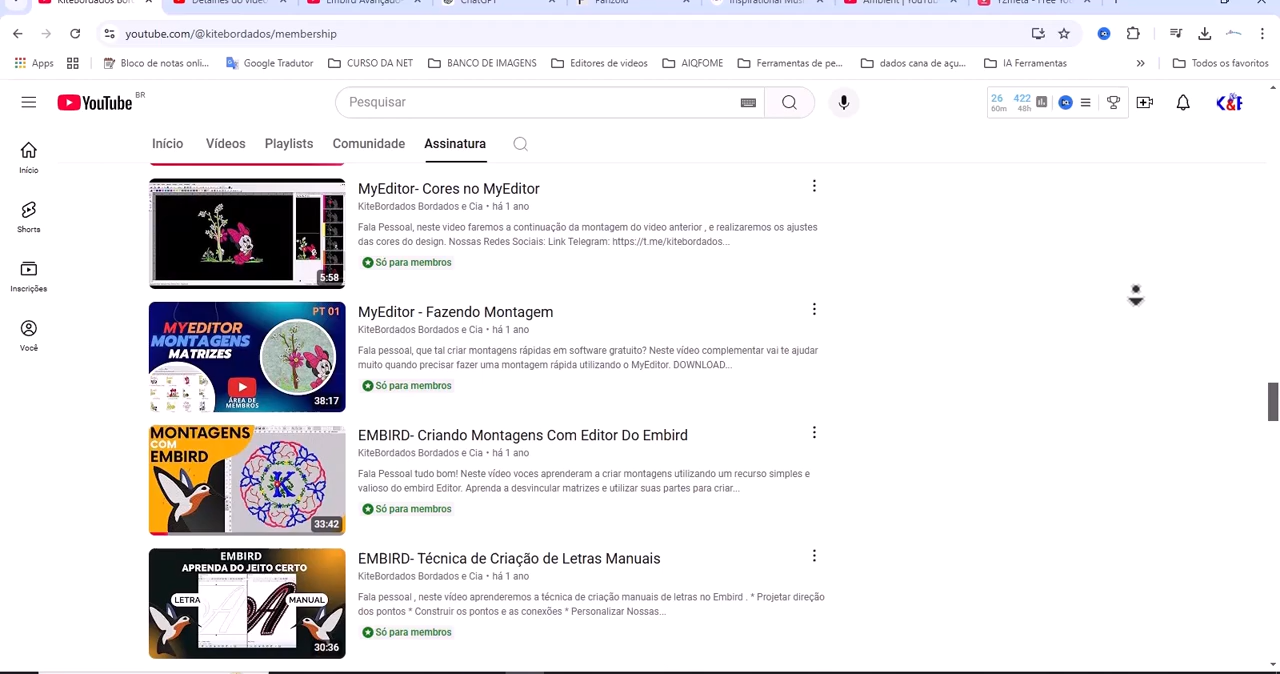 youtube.com/@kitebordados/membership
Apps
Bloco de notas onli...
Google Tradutor
CURSO DA NET
BANCO DE IMAGENS
Editores de videos
AIQFOME
Ferramentas de pe...
dados cana de açu...
IA Ferramentas
»
Todos os favoritos
YouTube BR
Pesquisar
26 60m
422 48h
Início
Shorts
Inscrições
Você
Início
Vídeos
Playlists
Comunidade
Assinatura
5:58
MyEditor- Cores no MyEditor
KiteBordados Bordados e Cia • há 1 ano
Fala Pessoal, neste video faremos a continuação da montagem do video anterior , e realizaremos os ajustes
das cores do design. Nossas Redes Sociais: Link Telegram: https://t.me/kitebordados...
Só para membros
PT 01
MYEDITOR
MONTAGENS
MATRIZES
ÁREA DE
MEMBROS
38:17
MyEditor - Fazendo Montagem
KiteBordados Bordados e Cia • há 1 ano
Fala pessoal, que tal criar montagens rápidas em software gratuito? Neste vídeo complementar vai te ajudar
muito quando precisar fazer uma montagem rápida utilizando o MyEditor. DOWNLOAD...
Só para membros
MONTAGENS
COM
EMBIRD
K
33:42
EMBIRD- Criando Montagens Com Editor Do Embird
KiteBordados Bordados e Cia • há 1 ano
Fala Pessoal tudo bom! Neste vídeo voces aprenderam a criar montagens utilizando um recurso simples e
valioso do embird Editor. Aprenda a desvincular matrizes e utilizar suas partes para criar...
Só para membros
EMBIRD
APRENDA DO JEITO CERTO
LETRA
MANUAL
A
30:36
EMBIRD- Técnica de Criação de Letras Manuais
KiteBordados Bordados e Cia • há 1 ano
Fala pessoal , neste vídeo aprenderemos a técnica de criação manuais de letras no Embird . * Projetar direção
dos pontos * Construir os pontos e as conexões * Personalizar Nossas...
Só para membros